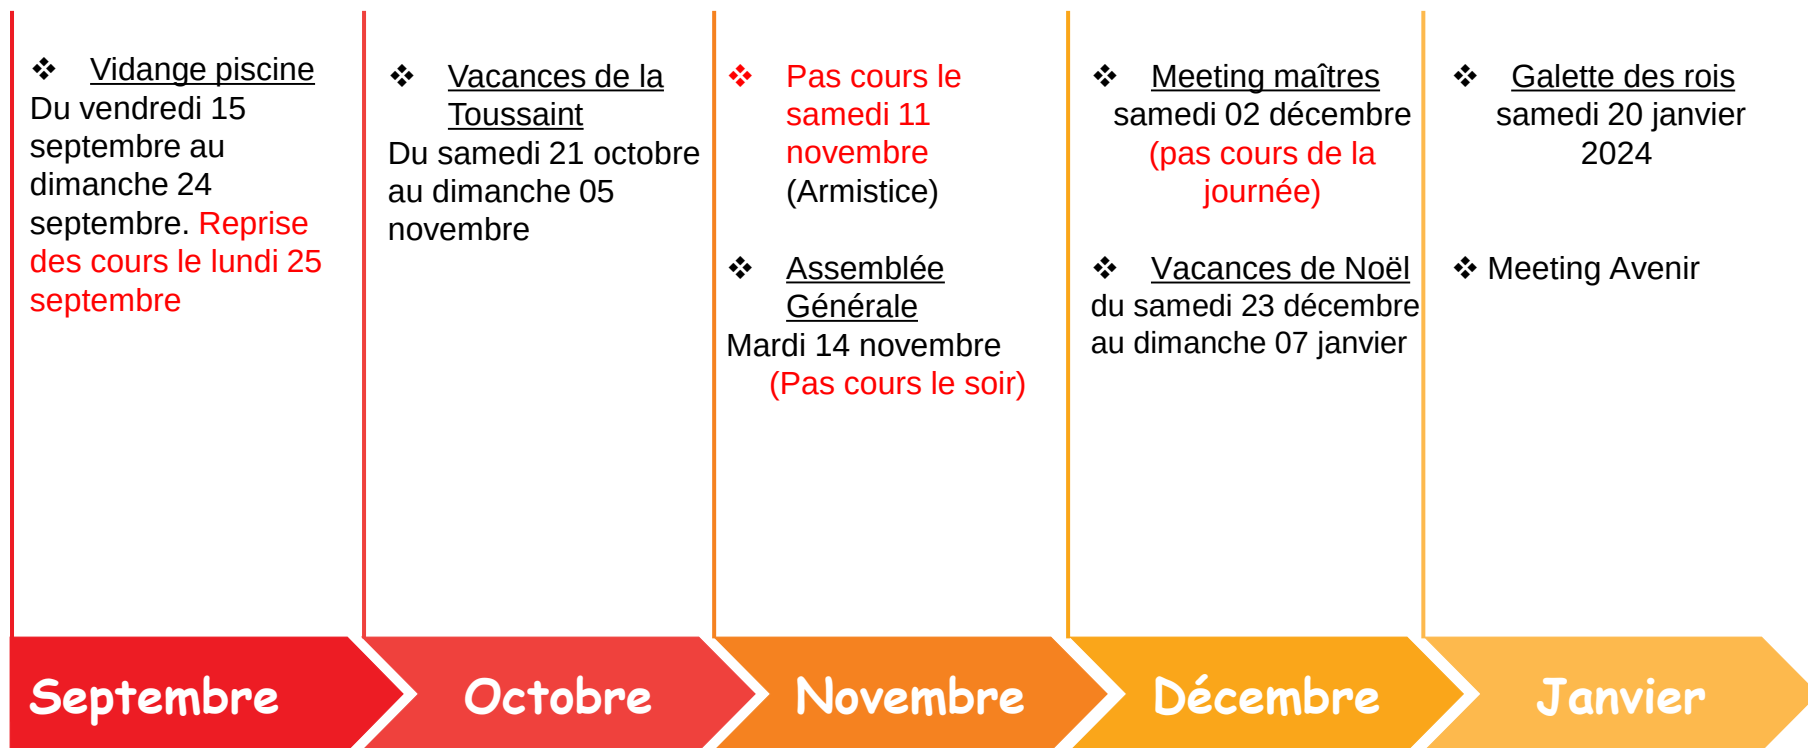 Vidange piscine
Du vendredi 15
septembre au
dimanche 24
septembre. Reprise
des cours le lundi 25
septembre
Vacances de la
Toussaint
Du samedi 21 octobre
au dimanche 05
novembre
Pas cours le
samedi 11
novembre
(Armistice)
Assemblée
Générale
Mardi 14 novembre
(Pas cours le soir)
Meeting maîtres
samedi 02 décembre
(pas cours de la
journée)
Vacances de Noël
du samedi 23 décembre
au dimanche 07 janvier
Galette des rois
samedi 20 janvier
2024
Meeting Avenir
Septembre
Octobre
Novembre
Décembre
Janvier